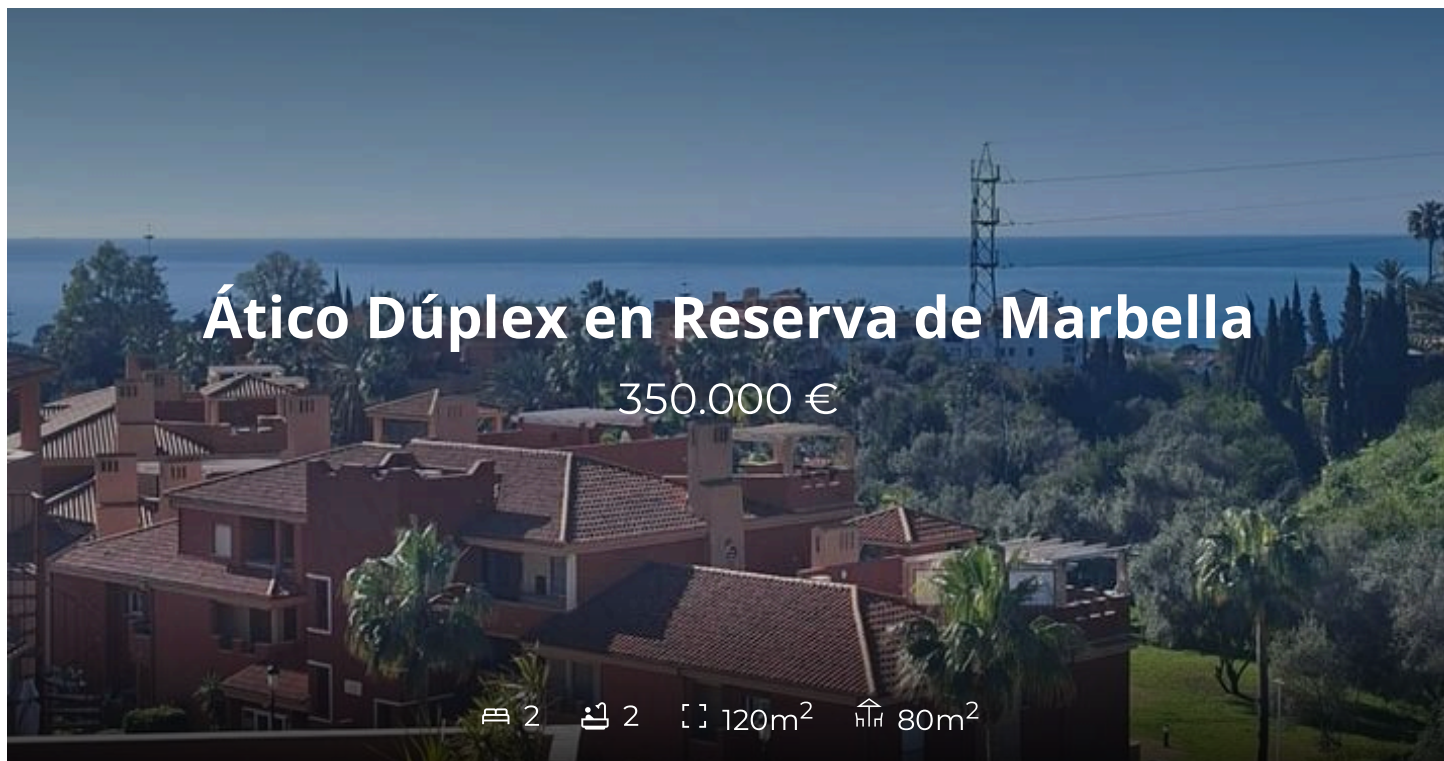 Ático Dúplex en Reserva de Marbella
350.000 €
2 2 120m² 80m²